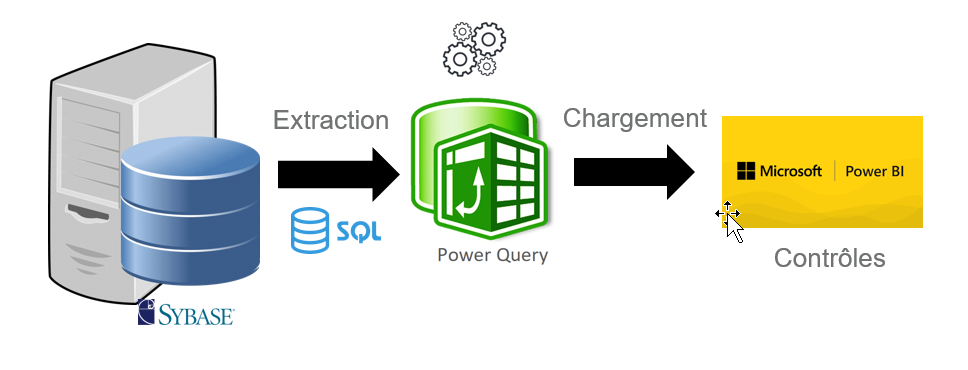 Extraction
SQL
SYBASE
Power Query
Chargement
Microsoft | Power BI
Contrôles